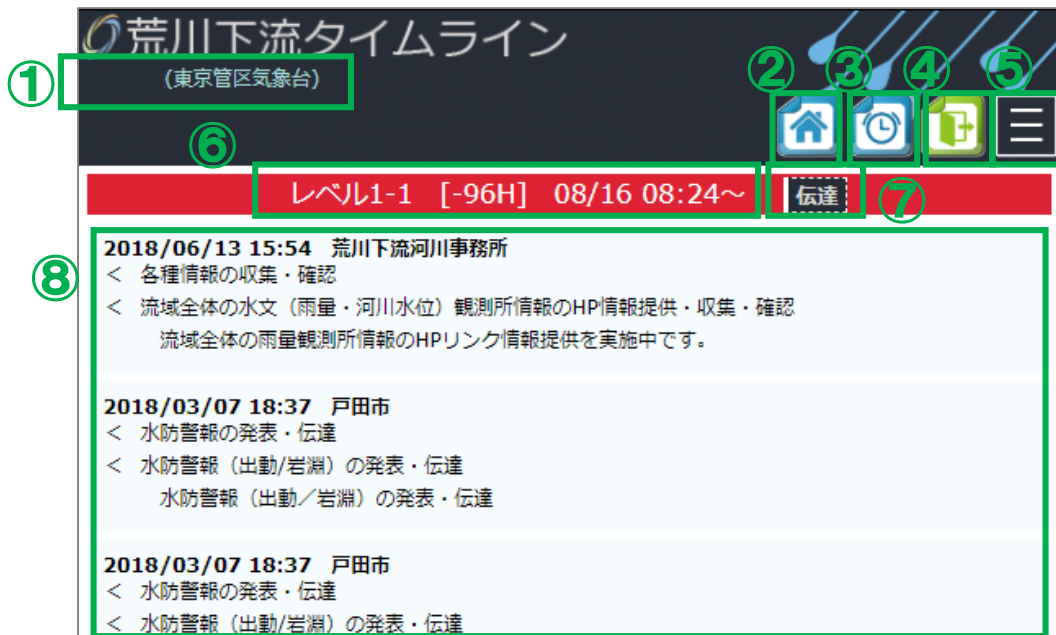 荒川下流タイムライン
① (東京管区気象台)
② ③ ④ ⑤
⑥
レベル1-1 [-96H] 08/16 08:24～ 伝達 ⑦
⑧
2018/06/13 15:54 荒川下流河川事務所
< 各種情報の収集・確認
< 流域全体の水文（雨量・河川水位）観測所情報のHP情報提供・収集・確認
流域全体の雨量観測所情報のHPリンク情報提供を実施中です。
2018/03/07 18:37 戸田市
< 水防警報の発表・伝達
< 水防警報（出動/岩淵）の発表・伝達
水防警報（出動／岩淵）の発表・伝達
2018/03/07 18:37 戸田市
< 水防警報の発表・伝達
< 水防警報（出動/岩淵）の発表・伝達